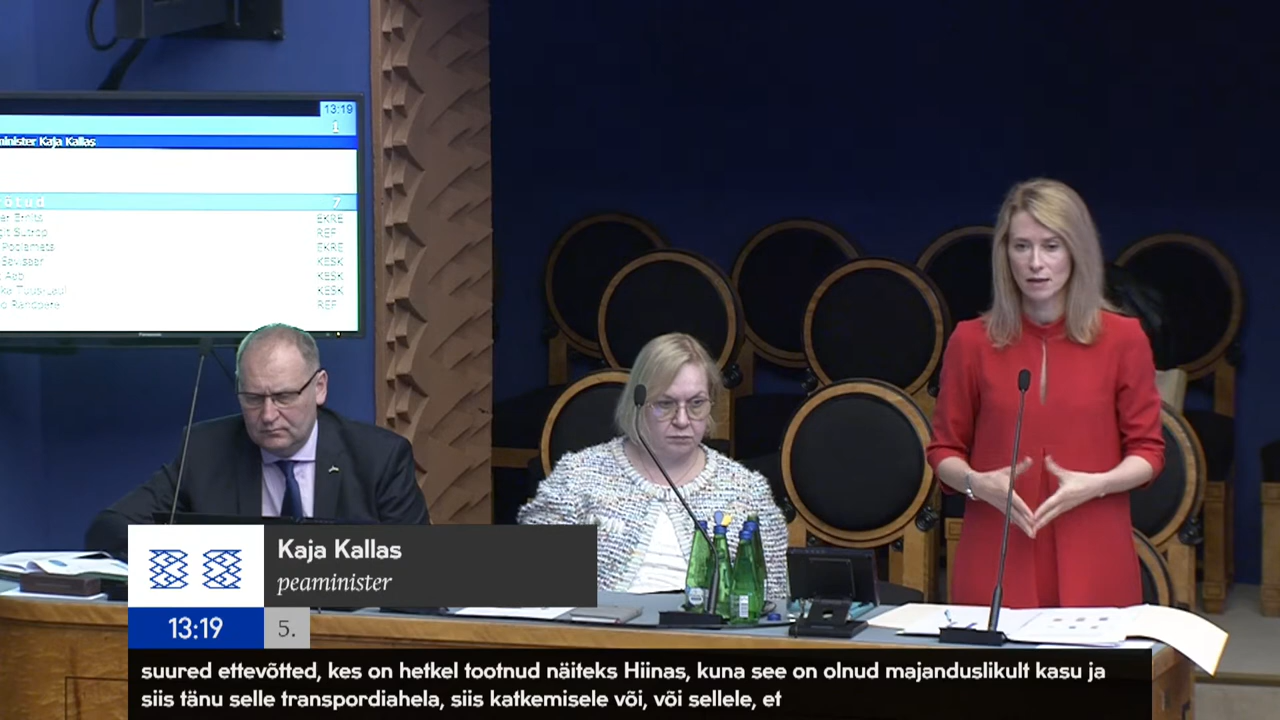 13:19
1
minister Kaja Kallas
7
EKRE
REF
EKRE
KESK
KESK
KESK
REF
Kaja Kallas
peaminister
13:19
5.
suured ettevõtted, kes on hetkel tootnud näiteks Hiinas, kuna see on olnud majanduslikult kasu ja
siis tänu selle transpordiahela, siis katkemisele või, või sellele, et